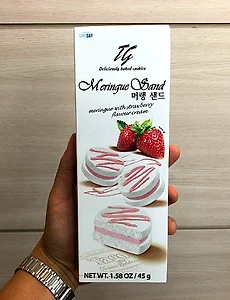 TG
Deliciously baked cookies
Meringue Sand
머랭 샌드
meringue with strawberry
flavour cream
NET.WT. 1.58 OZ / 45 g